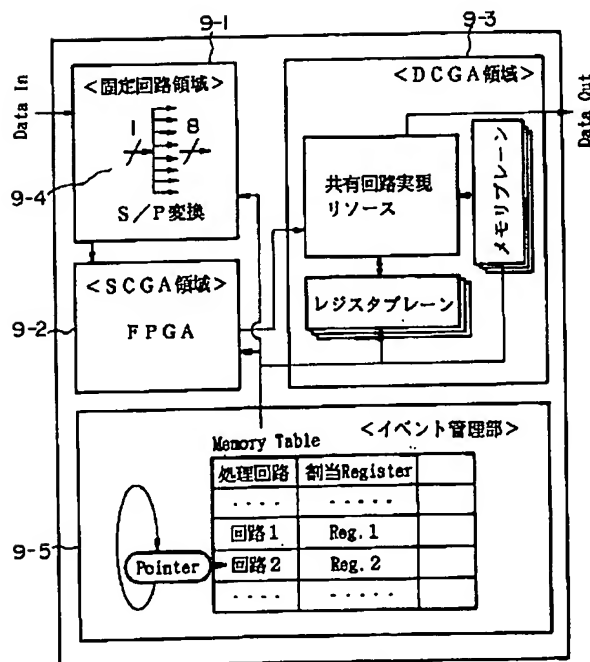 9-1
9-3
Data In
<固定回路領域>
1
8
9-4
S/P変換
<DCGA領域>
Data Out
共有回路実現
リソース
メモリプレーン
レジスタプレーン
<SCGA領域>
FPGA
9-2
<イベント管理部>
Memory Table
処理回路
割当Register
‥‥
‥‥‥
回路1
Reg.1
9-5
Pointer
回路2
Reg.2
‥‥
‥‥‥